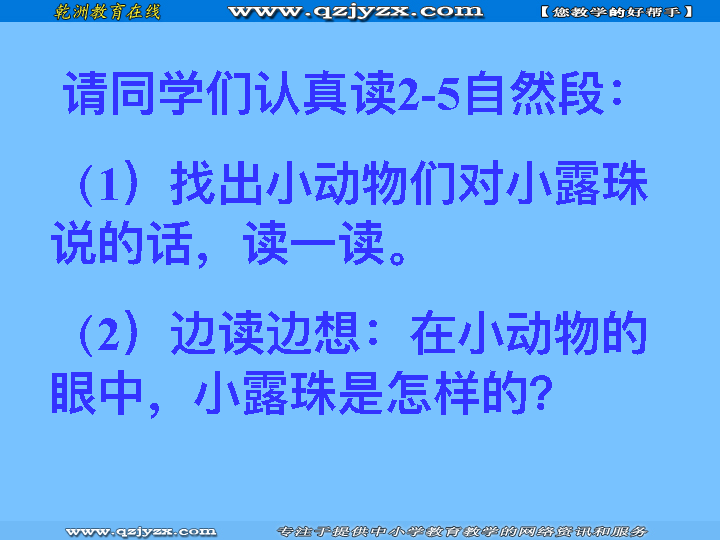 乾洲教育在线 www.qzjyzx.com 【您教学的好帮手】
请同学们认真读2-5自然段：
（1）找出小动物们对小露珠
说的话，读一读。
（2）边读边想：在小动物的
眼中，小露珠是怎样的？
www.qzjyzx.com 专注于提供中小学教育教学的网络资讯和服务